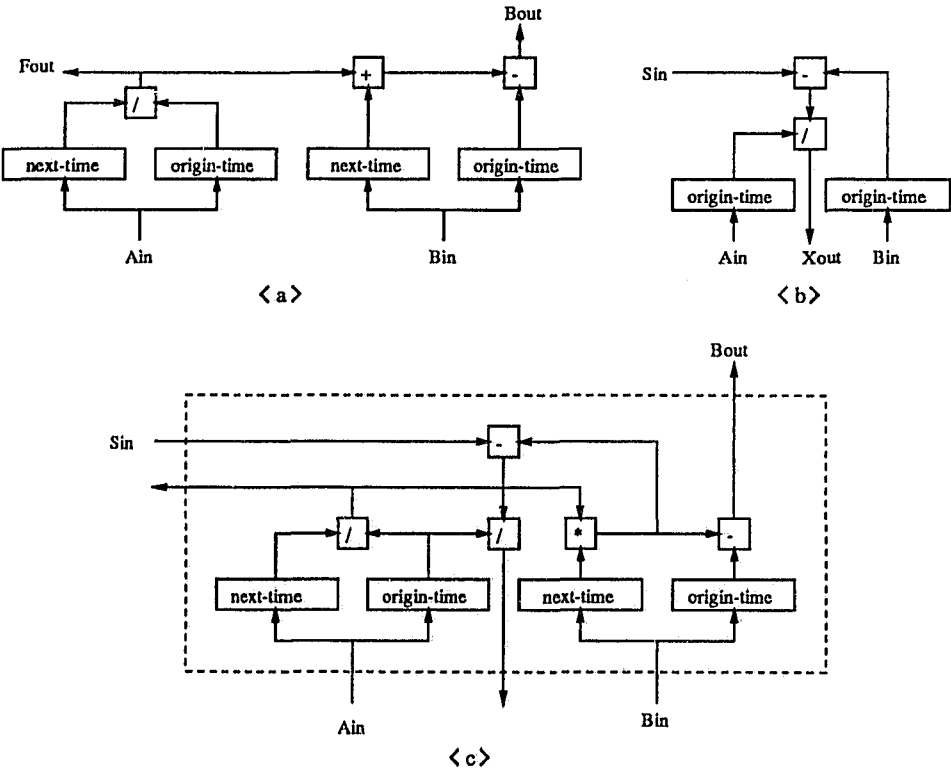 Bout
Fout
+
-
/
next-time
origin-time
next-time
origin-time
Ain
Bin
< a >
Sin
-
/
origin-time
origin-time
Ain
Xout
Bin
< b >
Bout
Sin
-
/
/
*
-
next-time
origin-time
next-time
origin-time
Ain
Bin
< c >